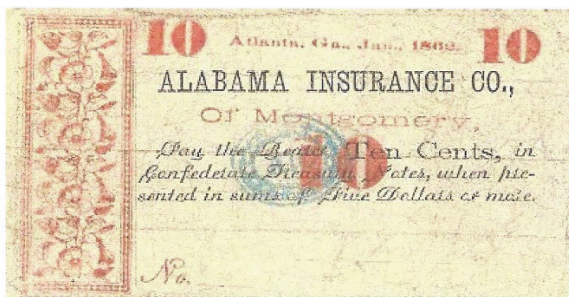 10 Atlanta, Ga., Jan., 1862. 10
ALABAMA INSURANCE CO.,
Of Montgomery,
Pay the Bearer Ten Cents, in
10
Confederate Treasury Notes, when pre-
sented in sums of Five Dollars or more.
No.